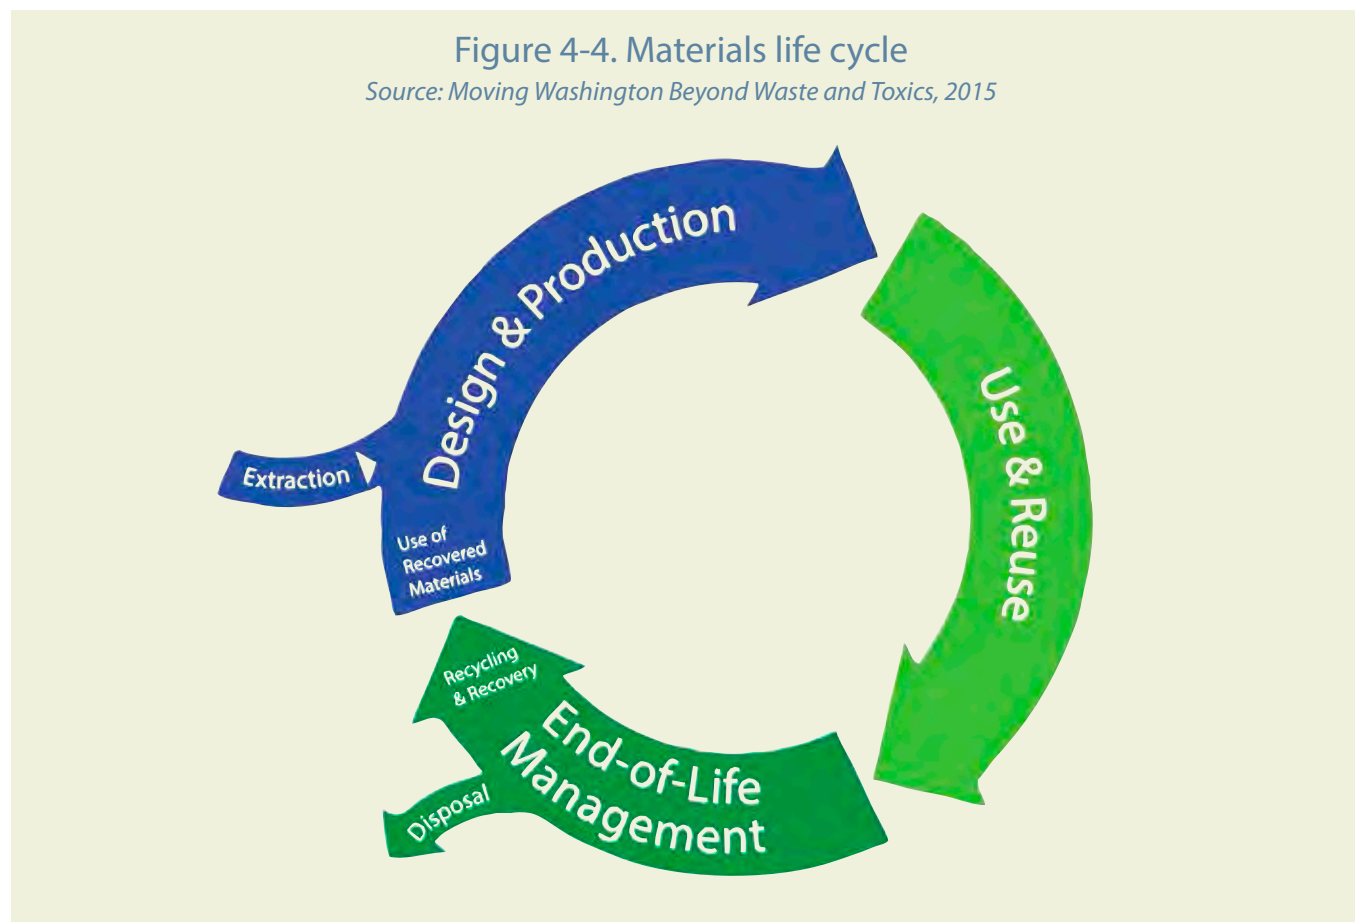 Figure 4-4. Materials life cycle
Source: Moving Washington Beyond Waste and Toxics, 2015
Design & Production
Use & Reuse
Extraction
Use of
Recovered
Materials
Recycling
& Recovery
End-of-Life
Management
Disposal